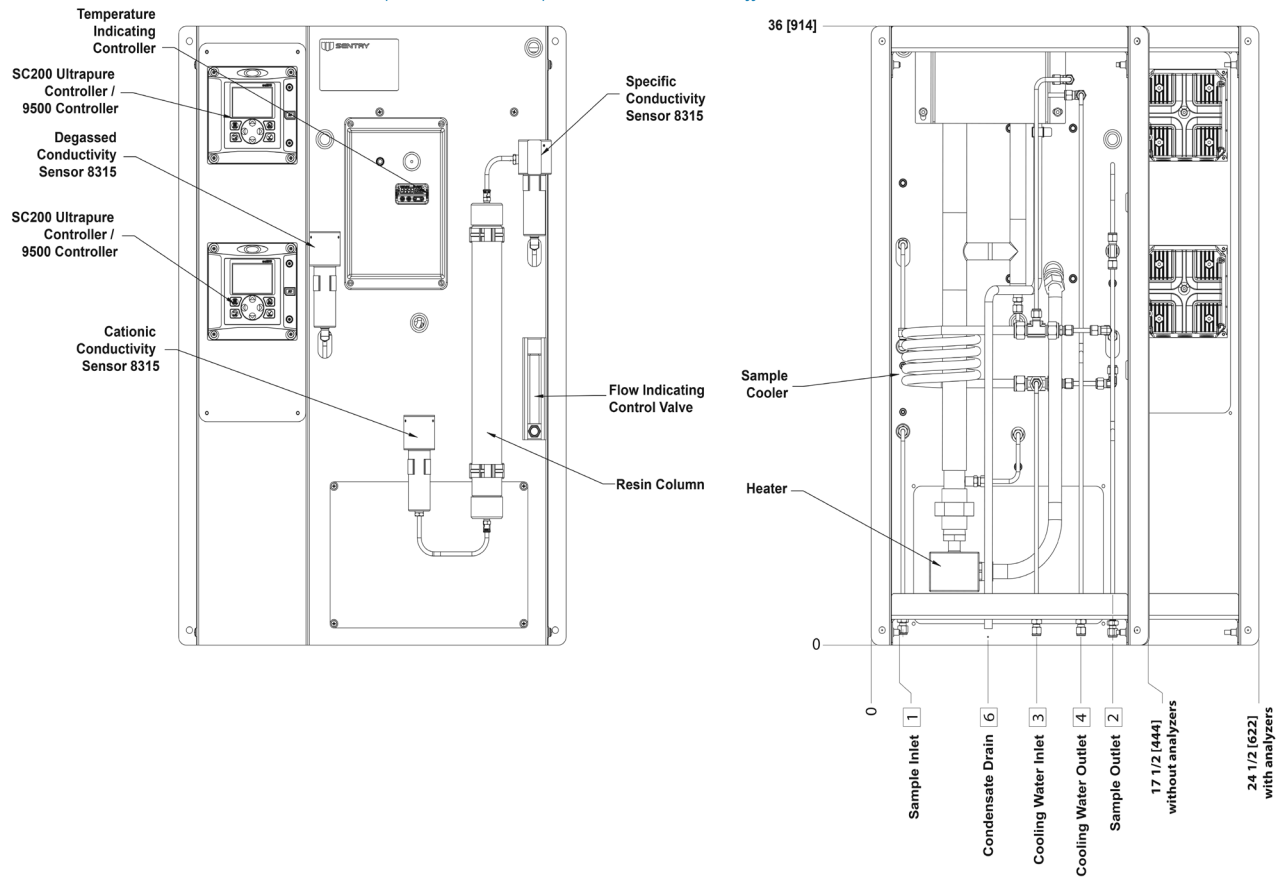 Temperature
Indicating
Controller
SC200 Ultrapure
Controller /
9500 Controller
Degassed
Conductivity
Sensor 8315
SC200 Ultrapure
Controller /
9500 Controller
Cationic
Conductivity
Sensor 8315
SENTRY
Specific
Conductivity
Sensor 8315
Flow Indicating
Control Valve
Resin Column
36 [914]
Sample
Cooler
Heater
0
0
Sample Inlet 1
Condensate Drain 6
Cooling Water Inlet 3
Cooling Water Outlet 4
Sample Outlet 2
17 1/2 [444]
without analyzers
24 1/2 [622]
with analyzers